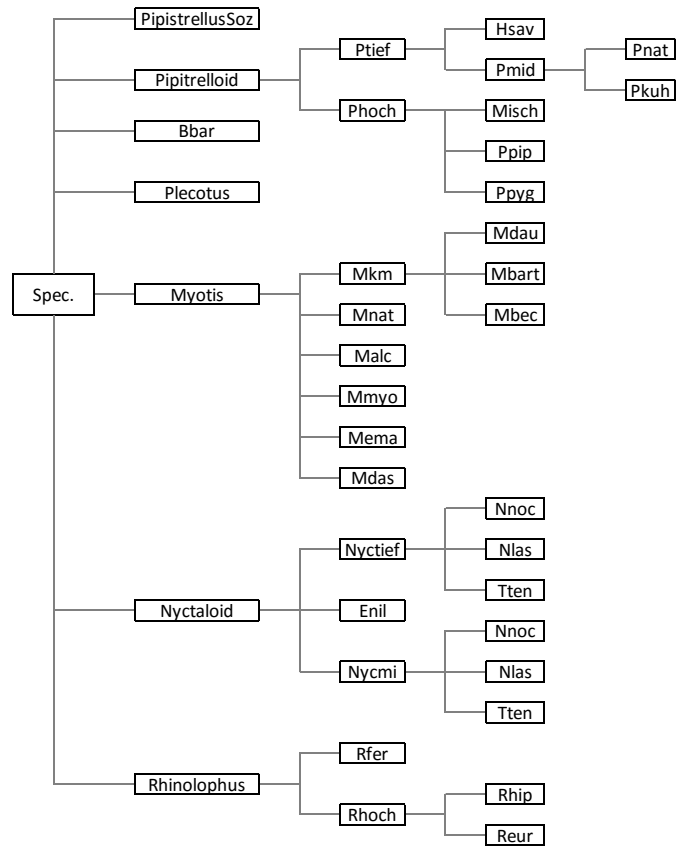 PipistrellusSoz
Hsav
Ptief
Pnat
Pmid
Pipitrelloid
Pkuh
Phoch
Misch
Bbar
Ppip
Plecotus
Ppyg
Mdau
Mkm
Mbart
Spec.
Myotis
Mnat
Mbec
Malc
Mmyo
Mema
Mdas
Nnoc
Nyctief
Nlas
Tten
Nyctaloid
Enil
Nnoc
Nycmi
Nlas
Tten
Rfer
Rhinolophus
Rhip
Rhoch
Reur